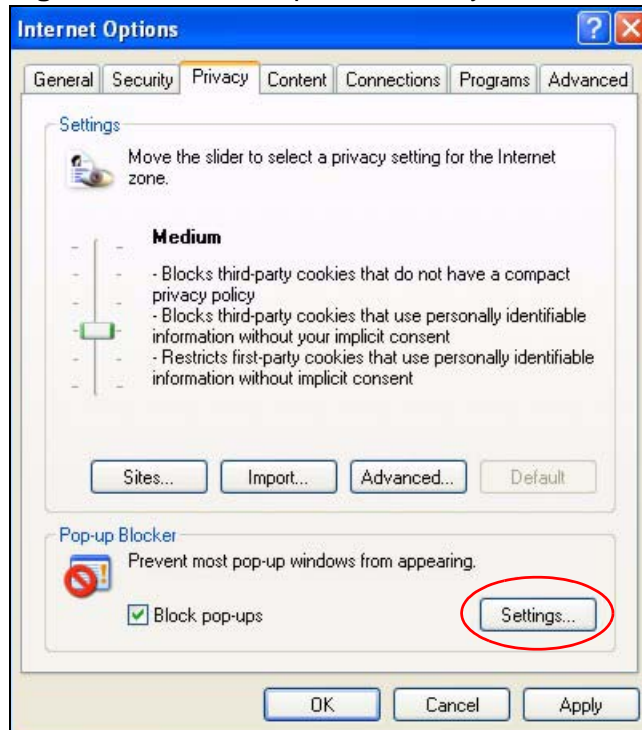 Internet Options
General Security Privacy Content Connections Programs Advanced
Settings
Move the slider to select a privacy setting for the Internet
zone.
Medium
- Blocks third-party cookies that do not have a compact
privacy policy
- Blocks third-party cookies that use personally identifiable
information without your implicit consent
- Restricts first-party cookies that use personally identifiable
information without implicit consent
Sites... Import... Advanced... Default
Pop-up Blocker
Prevent most pop-up windows from appearing.
Block pop-ups Settings...
OK Cancel Apply